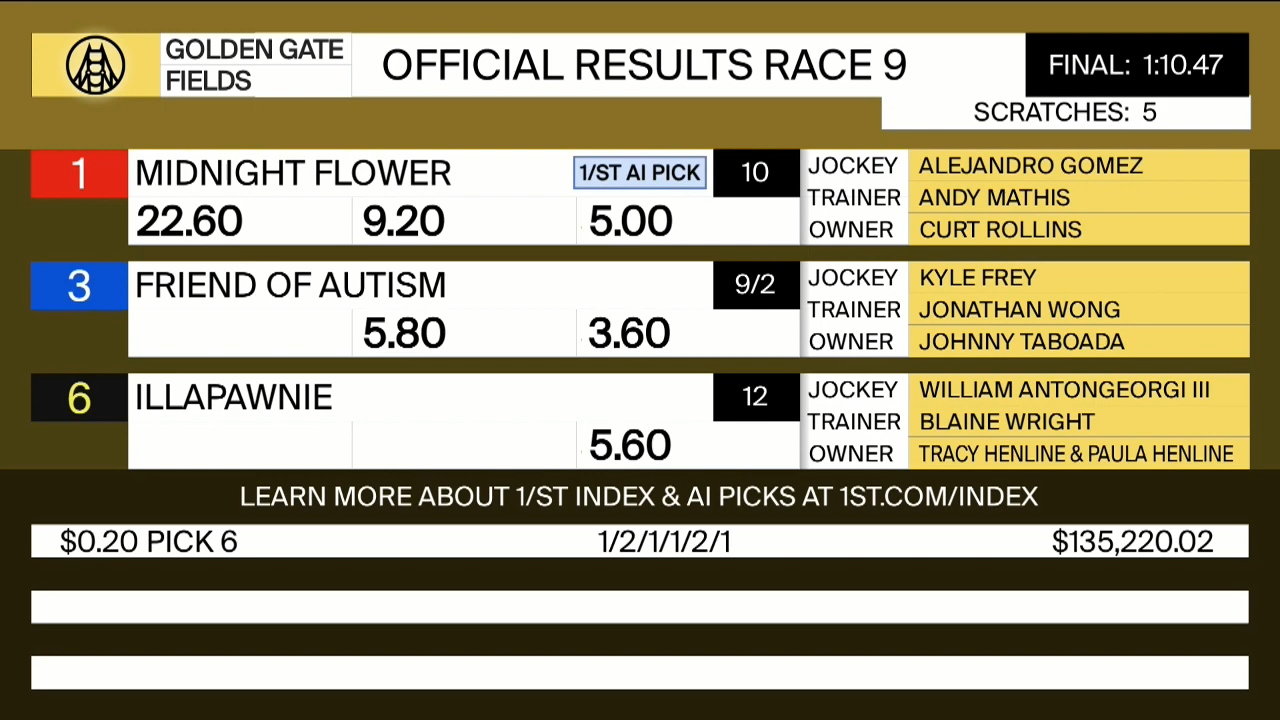 GOLDEN GATE
FIELDS
OFFICIAL RESULTS RACE 9
FINAL: 1:10.47
SCRATCHES: 5
1 MIDNIGHT FLOWER 1/ST AI PICK 10
22.60 9.20 5.00
JOCKEY ALEJANDRO GOMEZ
TRAINER ANDY MATHIS
OWNER CURT ROLLINS
3 FRIEND OF AUTISM 9/2
5.80 3.60
JOCKEY KYLE FREY
TRAINER JONATHAN WONG
OWNER JOHNNY TABOADA
6 ILLAPAWNIE 12
5.60
JOCKEY WILLIAM ANTONGEORGI III
TRAINER BLAINE WRIGHT
OWNER TRACY HENLINE & PAULA HENLINE
LEARN MORE ABOUT 1/ST INDEX & AI PICKS AT 1ST.COM/INDEX
$0.20 PICK 6 1/2/1/1/2/1 $135,220.02